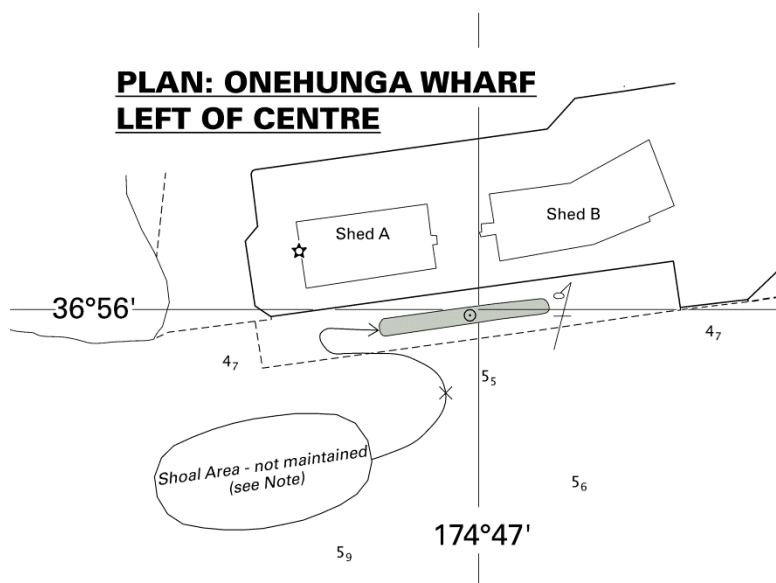 PLAN: ONEHUNGA WHARF
LEFT OF CENTRE
Shed A
Shed B
36°56'
4₇
4₇
5₅
Shoal Area - not maintained
(see Note)
5₆
174°47'
5₉